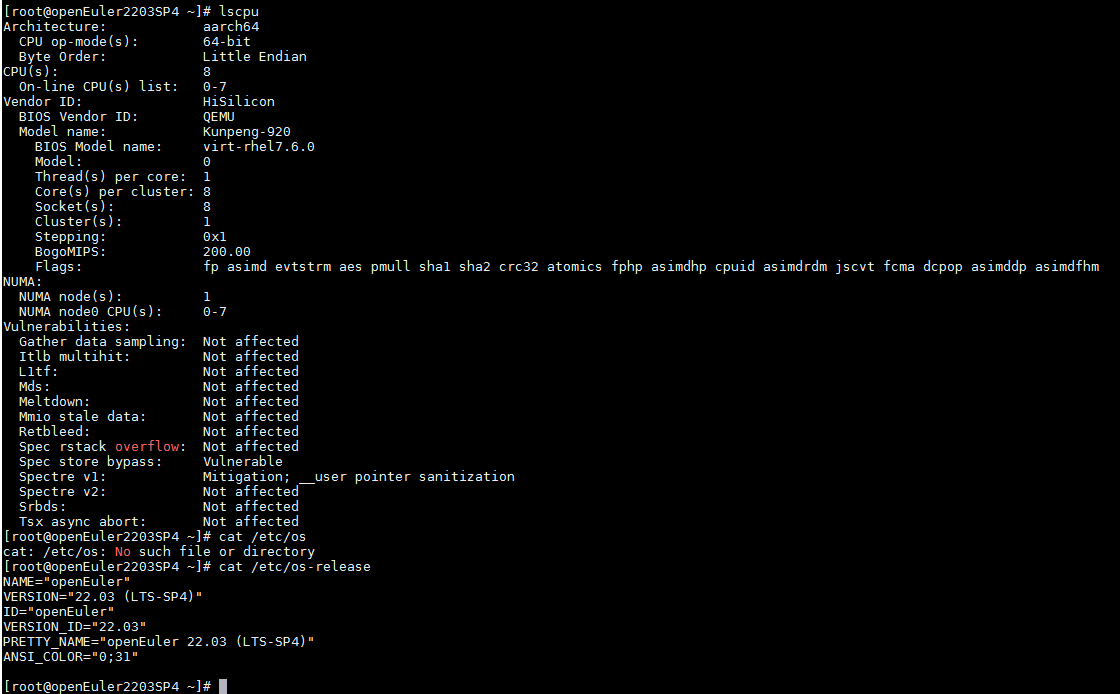 [root@openEuler2203SP4 ~]# lscpu
Architecture:            aarch64
  CPU op-mode(s):        64-bit
  Byte Order:            Little Endian
CPU(s):                  8
  On-line CPU(s) list:   0-7
Vendor ID:               HiSilicon
  BIOS Vendor ID:        QEMU
  Model name:            Kunpeng-920
    BIOS Model name:     virt-rhel7.6.0
    Model:               0
    Thread(s) per core:  1
    Core(s) per cluster: 8
    Socket(s):           8
    Cluster(s):          1
    Stepping:            0x1
    BogoMIPS:            200.00
    Flags:               fp asimd evtstrm aes pmull sha1 sha2 crc32 atomics fphp asimdhp cpuid asimdrdm jscvt fcma dcpop asimddp asimdfhm
NUMA:
  NUMA node(s):          1
  NUMA node0 CPU(s):     0-7
Vulnerabilities:
  Gather data sampling:  Not affected
  Itlb multihit:         Not affected
  L1tf:                  Not affected
  Mds:                   Not affected
  Meltdown:              Not affected
  Mmio stale data:       Not affected
  Retbleed:              Not affected
  Spec rstack overflow:  Not affected
  Spec store bypass:     Vulnerable
  Spectre v1:            Mitigation; __user pointer sanitization
  Spectre v2:            Not affected
  Srbds:                 Not affected
  Tsx async abort:       Not affected
[root@openEuler2203SP4 ~]# cat /etc/os
cat: /etc/os: No such file or directory
[root@openEuler2203SP4 ~]# cat /etc/os-release
NAME="openEuler"
VERSION="22.03 (LTS-SP4)"
ID="openEuler"
VERSION_ID="22.03"
PRETTY_NAME="openEuler 22.03 (LTS-SP4)"
ANSI_COLOR="0;31"

[root@openEuler2203SP4 ~]#